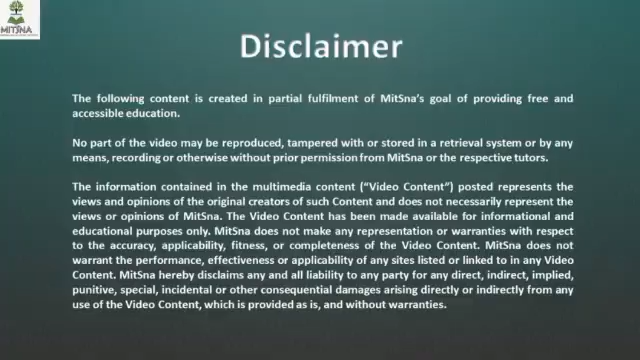 MITSNA
Disclaimer
The following content is created in partial fulfilment of MitSna's goal of providing free and
accessible education.
No part of the video may be reproduced, tampered with or stored in a retrieval system or by any
means, recording or otherwise without prior permission from MitSna or the respective tutors.
The information contained in the multimedia content (“Video Content”) posted represents the
views and opinions of the original creators of such Content and does not necessarily represent the
views or opinions of MitSna. The Video Content has been made available for informational and
educational purposes only. MitSna does not make any representation or warranties with respect
to the accuracy, applicability, fitness, or completeness of the Video Content. MitSna does not
warrant the performance, effectiveness or applicability of any sites listed or linked to in any Video
Content. MitSna hereby disclaims any and all liability to any party for any direct, indirect, implied,
punitive, special, incidental or other consequential damages arising directly or indirectly from any
use of the Video Content, which is provided as is, and without warranties.